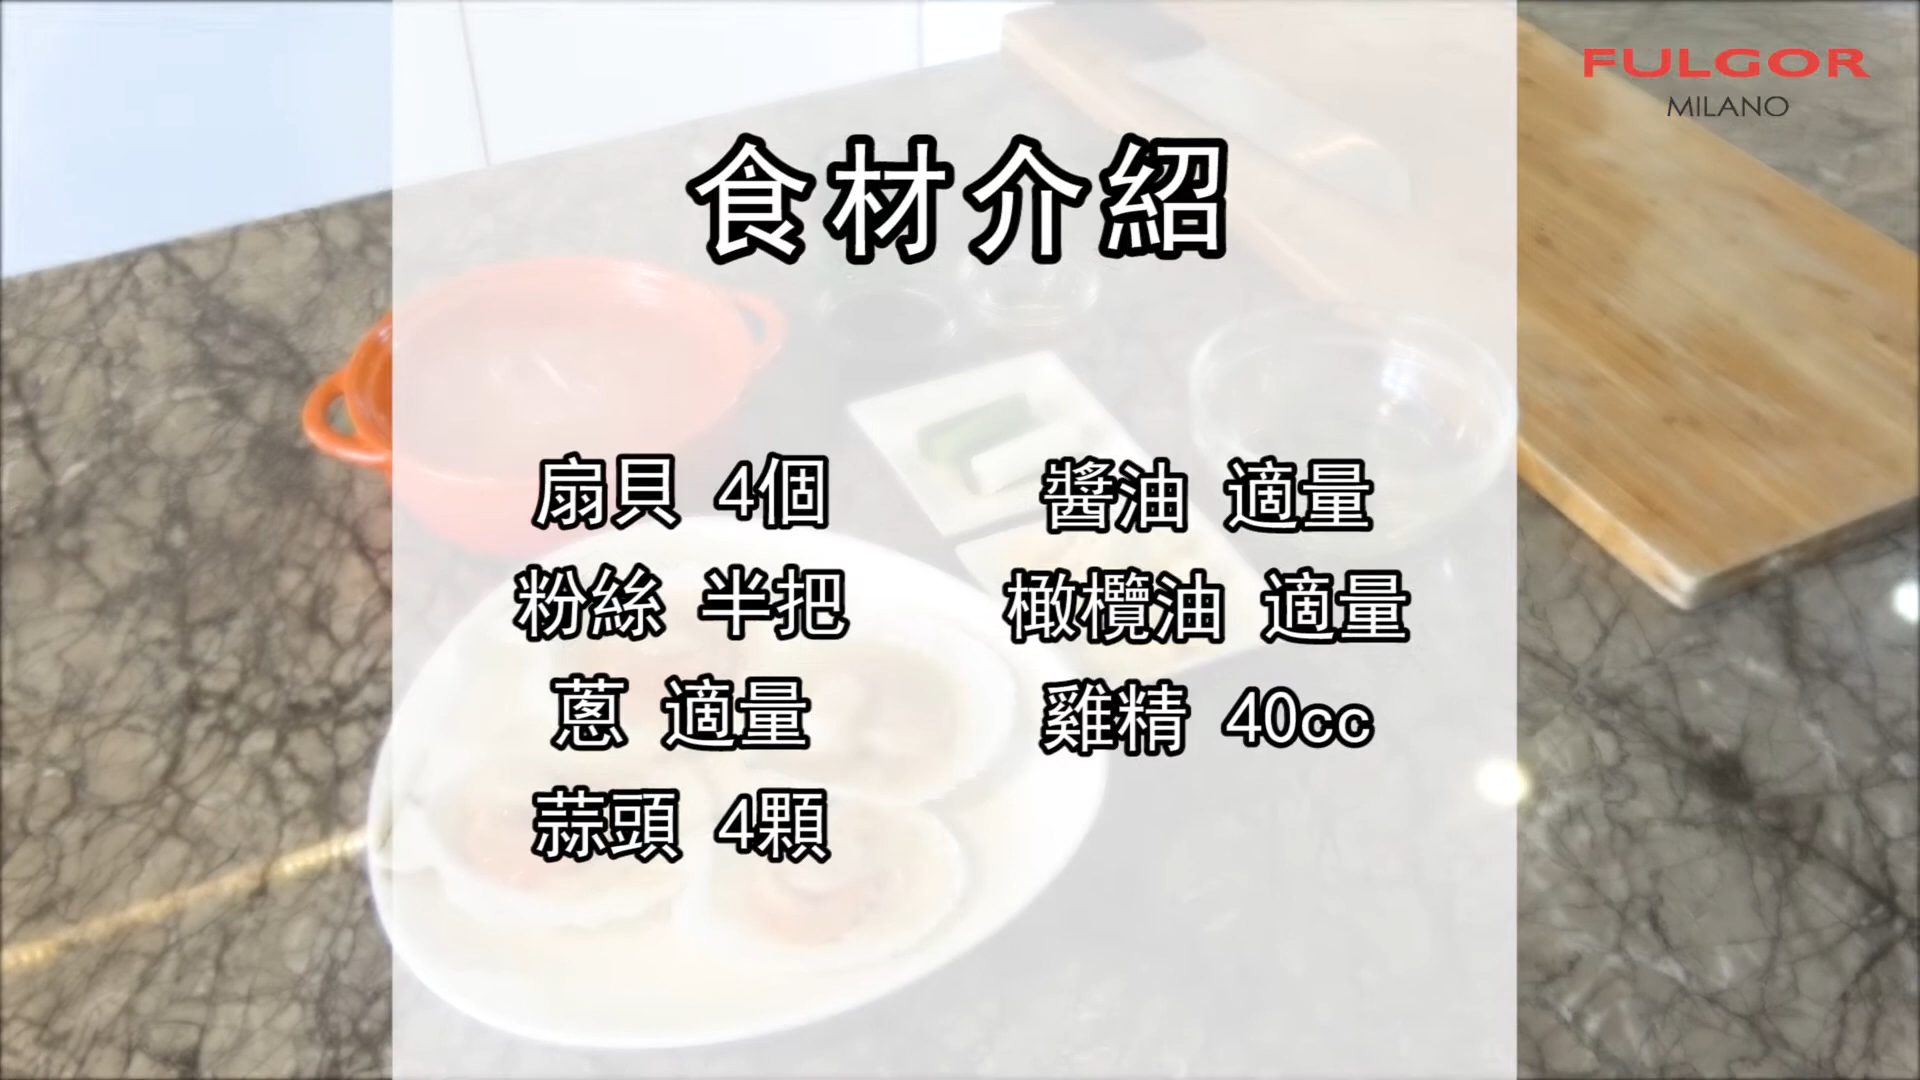 FULGOR
MILANO
食材介紹
扇貝 4個
粉絲 半把
蔥 適量
蒜頭 4顆
醬油 適量
橄欖油 適量
雞精 40cc